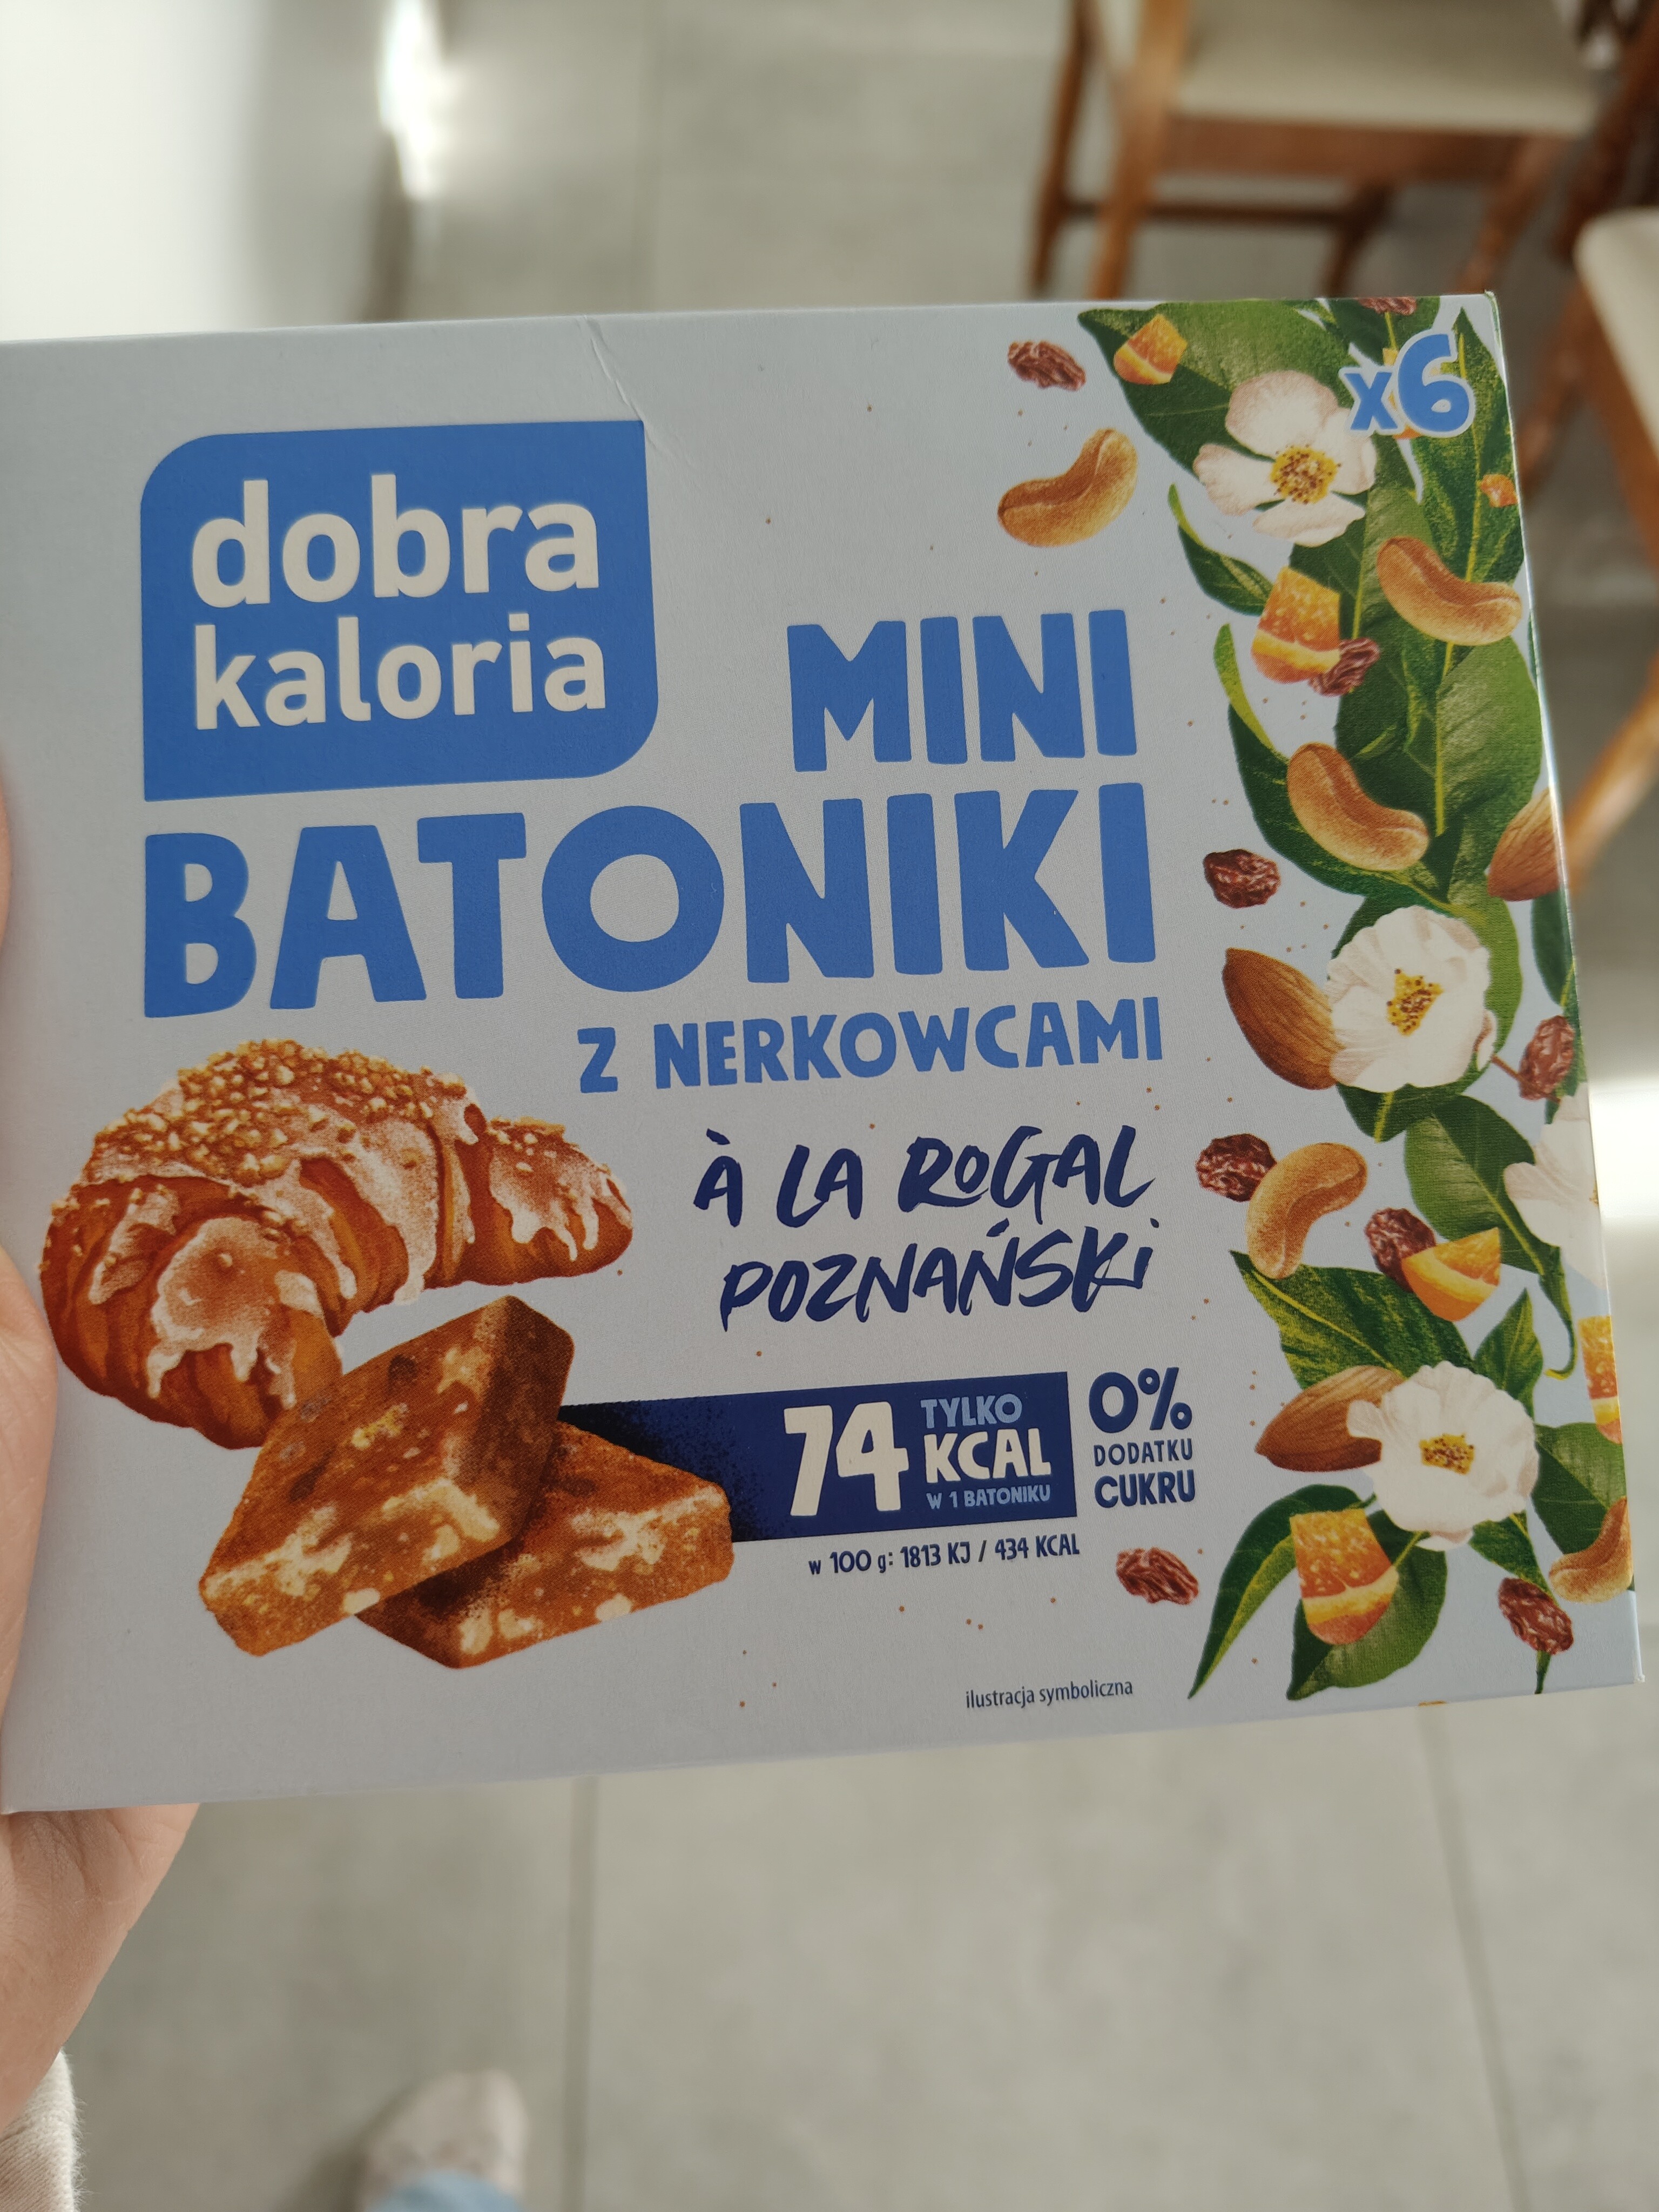 x6
dobra
kaloria
MINI
BATONIKI
Z NERKOWCAMI
À LA ROGAL
POZNAŃSKI
74 TYLKO
KCAL
W 1 BATONIKU
0%
DODATKU
CUKRU
w 100 g: 1813 KJ / 434 KCAL
ilustracja symboliczna